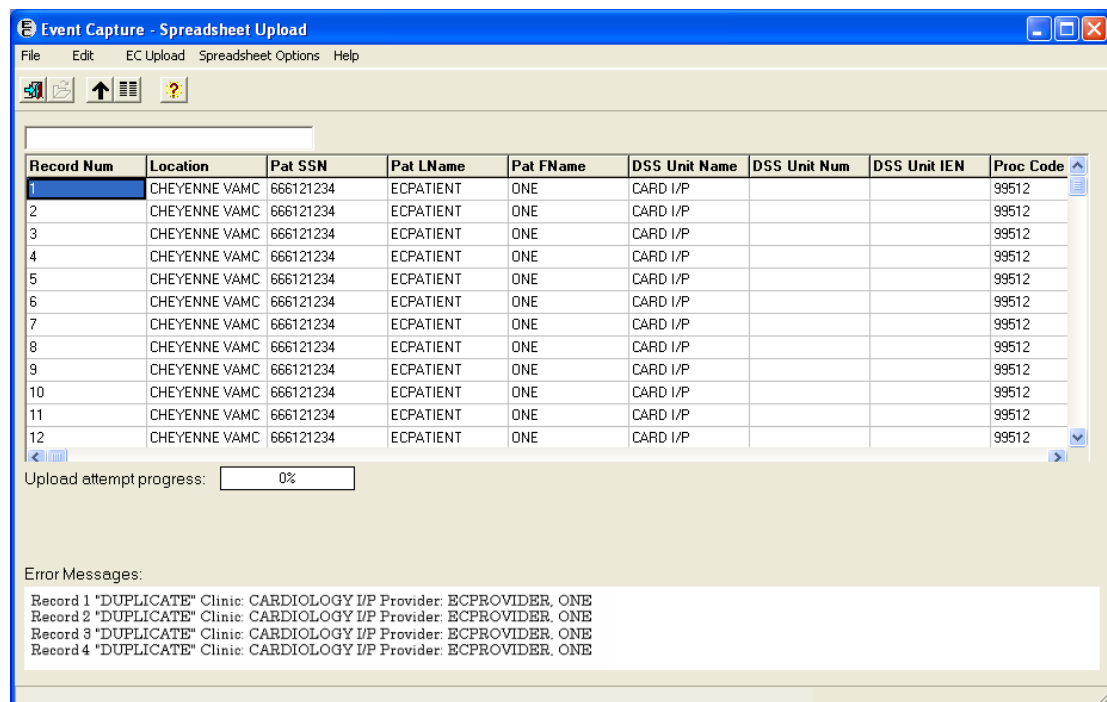 Event Capture - Spreadsheet Upload
File Edit EC Upload Spreadsheet Options Help
Record Num Location Pat SSN Pat LName Pat FName DSS Unit Name DSS Unit Num DSS Unit IEN Proc Code
1 CHEYENNE VAMC 666121234 ECPATIENT ONE CARD I/P 99512
2 CHEYENNE VAMC 666121234 ECPATIENT ONE CARD I/P 99512
3 CHEYENNE VAMC 666121234 ECPATIENT ONE CARD I/P 99512
4 CHEYENNE VAMC 666121234 ECPATIENT ONE CARD I/P 99512
5 CHEYENNE VAMC 666121234 ECPATIENT ONE CARD I/P 99512
6 CHEYENNE VAMC 666121234 ECPATIENT ONE CARD I/P 99512
7 CHEYENNE VAMC 666121234 ECPATIENT ONE CARD I/P 99512
8 CHEYENNE VAMC 666121234 ECPATIENT ONE CARD I/P 99512
9 CHEYENNE VAMC 666121234 ECPATIENT ONE CARD I/P 99512
10 CHEYENNE VAMC 666121234 ECPATIENT ONE CARD I/P 99512
11 CHEYENNE VAMC 666121234 ECPATIENT ONE CARD I/P 99512
12 CHEYENNE VAMC 666121234 ECPATIENT ONE CARD I/P 99512
Upload attempt progress: 0%
Error Messages:
Record 1 "DUPLICATE" Clinic: CARDIOLOGY I/P Provider: ECPROVIDER, ONE
Record 2 "DUPLICATE" Clinic: CARDIOLOGY I/P Provider: ECPROVIDER, ONE
Record 3 "DUPLICATE" Clinic: CARDIOLOGY I/P Provider: ECPROVIDER, ONE
Record 4 "DUPLICATE" Clinic: CARDIOLOGY I/P Provider: ECPROVIDER, ONE